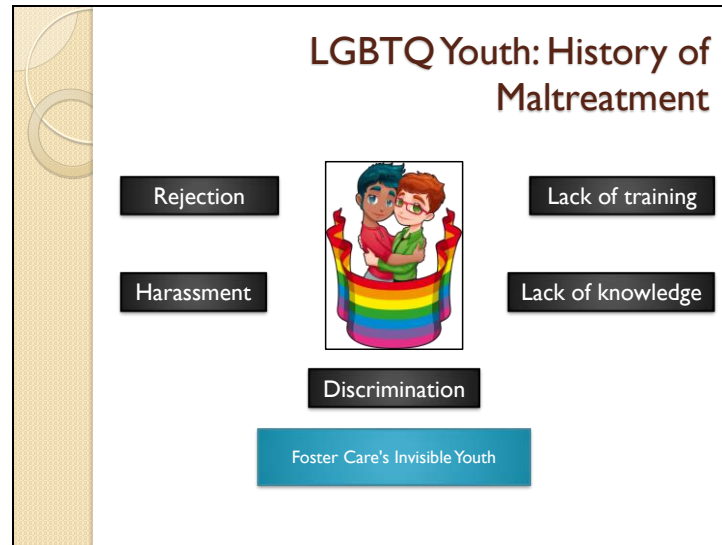 LGBTQ Youth: History of
Maltreatment
Rejection
Lack of training
Harassment
Lack of knowledge
Discrimination
Foster Care's Invisible Youth